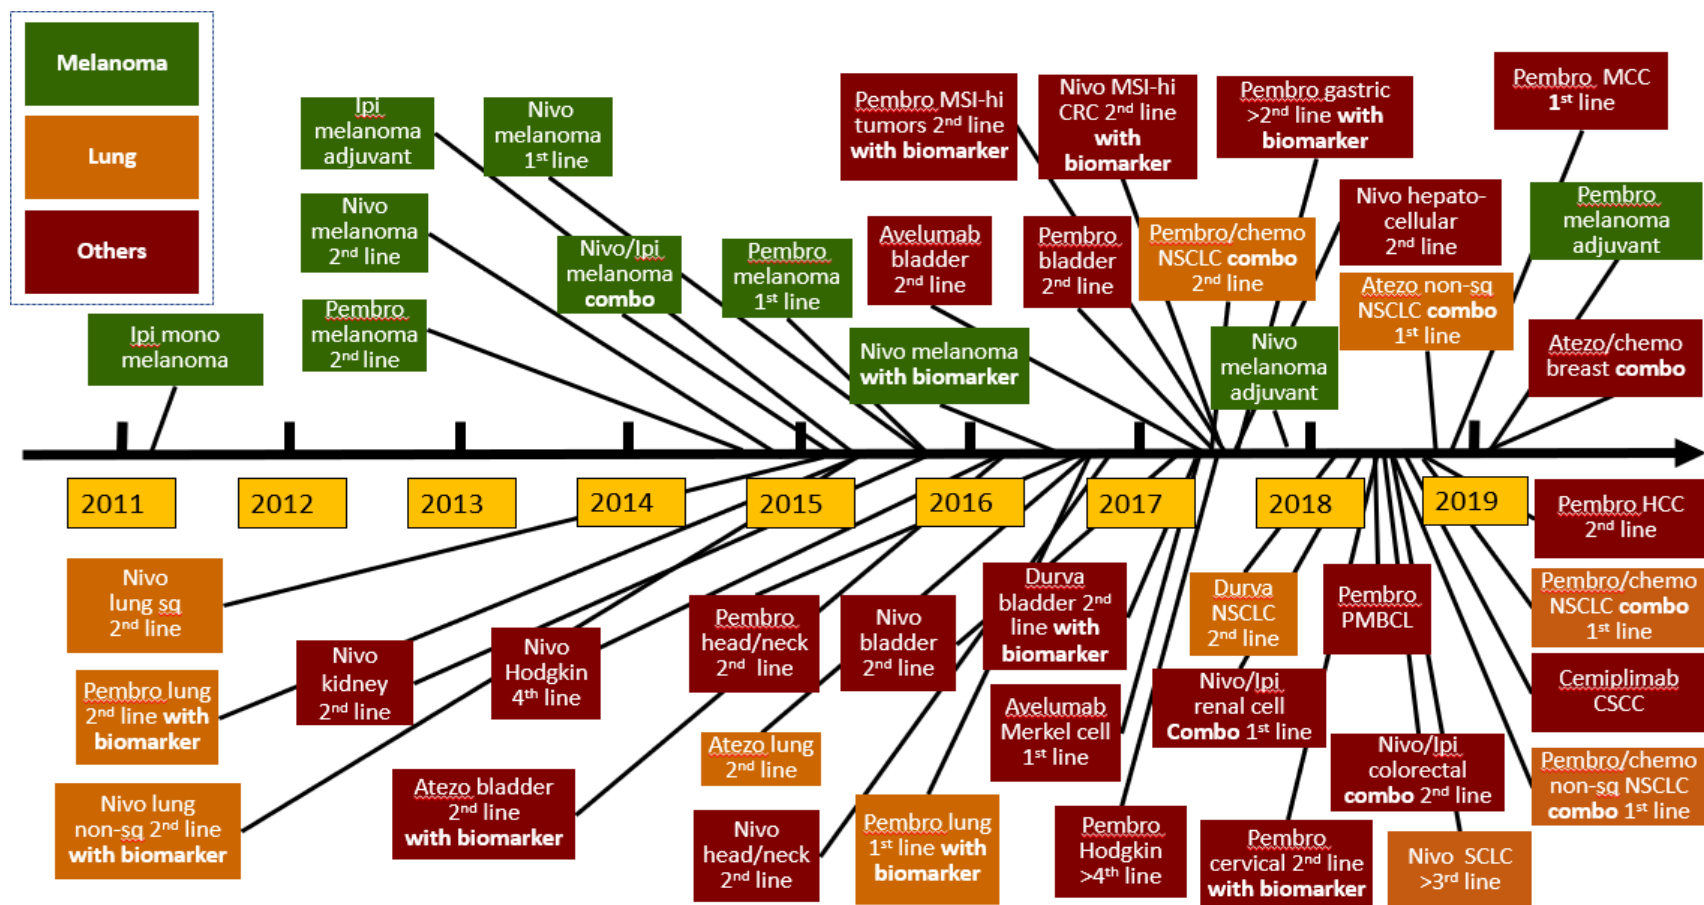 Melanoma
Lung
Others
Ipi mono
melanoma
Ipi
melanoma
adjuvant
Nivo
melanoma
2nd line
Pembro
melanoma
2nd line
Nivo
melanoma
1st line
Nivo/Ipi
melanoma
combo
Pembro
melanoma
1st line
Pembro MSI-hi
tumors 2nd line
with biomarker
Avelumab
bladder
2nd line
Nivo melanoma
with biomarker
Nivo MSI-hi
CRC 2nd line
with
biomarker
Pembro
bladder
2nd line
Pembro/chemo
NSCLC combo
2nd line
Pembro gastric
>2nd line with
biomarker
Nivo
melanoma
adjuvant
Nivo hepato-
cellular
2nd line
Atezo non-sq
NSCLC combo
1st line
Pembro MCC
1st line
Pembro
melanoma
adjuvant
Atezo/chemo
breast combo
2011
2012
2013
2014
2015
2016
2017
2018
2019
Nivo
lung sq
2nd line
Pembro lung
2nd line with
biomarker
Nivo lung
non-sq 2nd line
with biomarker
Nivo
kidney
2nd line
Nivo
Hodgkin
4th line
Atezo bladder
2nd line
with biomarker
Pembro
head/neck
2nd line
Atezo lung
2nd line
Nivo
head/neck
2nd line
Nivo
bladder
2nd line
Pembro lung
1st line with
biomarker
Durva
bladder 2nd
line with
biomarker
Avelumab
Merkel cell
1st line
Pembro
Hodgkin
>4th line
Durva
NSCLC
2nd line
Nivo/Ipi
renal cell
Combo 1st line
Pembro
cervical 2nd line
with biomarker
Pembro
PMBCL
Nivo/Ipi
colorectal
combo 2nd line
Nivo SCLC
>3rd line
Pembro HCC
2nd line
Pembro/chemo
NSCLC combo
1st line
Cemiplimab
CSCC
Pembro/chemo
non-sq NSCLC
combo 1st line